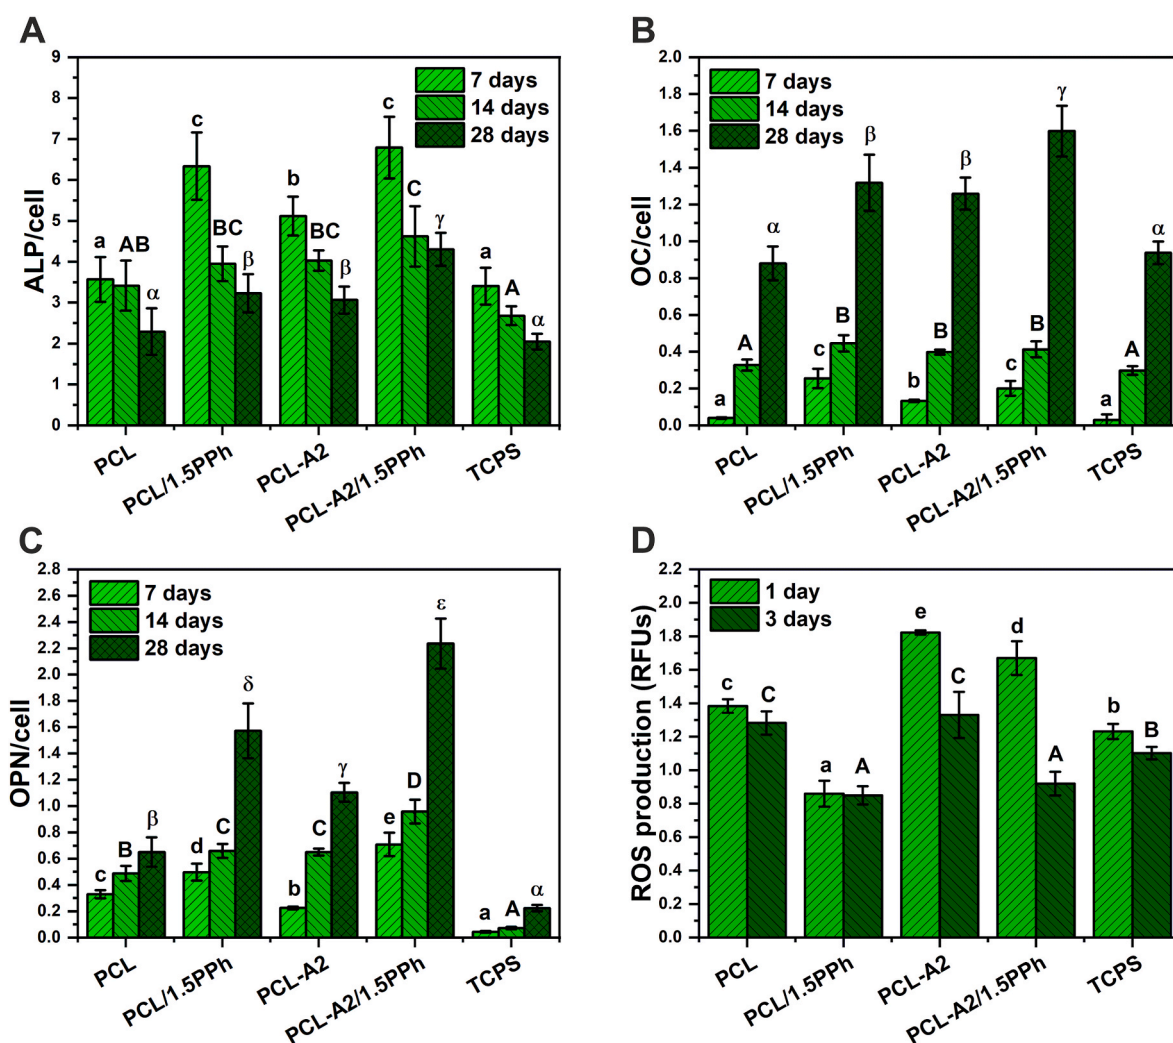 A
ALP/cell
9
8
7
6
5
4
3
2
1
0
7 days
14 days
28 days
a
AB
α
c
BC
β
b
BC
β
c
C
γ
a
A
α
PCL
PCL/1.5PPh
PCL-A2
PCL-A2/1.5PPh
TCPS
B
OC/cell
2.0
1.8
1.6
1.4
1.2
1.0
0.8
0.6
0.4
0.2
0.0
7 days
14 days
28 days
a
A
α
c
B
β
b
B
β
c
B
γ
a
A
α
PCL
PCL/1.5PPh
PCL-A2
PCL-A2/1.5PPh
TCPS
C
OPN/cell
2.8
2.6
2.4
2.2
2.0
1.8
1.6
1.4
1.2
1.0
0.8
0.6
0.4
0.2
0.0
7 days
14 days
28 days
c
B
β
d
C
δ
b
C
γ
e
D
ε
a
A
α
PCL
PCL/1.5PPh
PCL-A2
PCL-A2/1.5PPh
TCPS
D
ROS production (RFUs)
2.2
2.0
1.8
1.6
1.4
1.2
1.0
0.8
0.6
0.4
0.2
0.0
1 day
3 days
c
C
a
A
e
C
d
A
b
B
PCL
PCL/1.5PPh
PCL-A2
PCL-A2/1.5PPh
TCPS